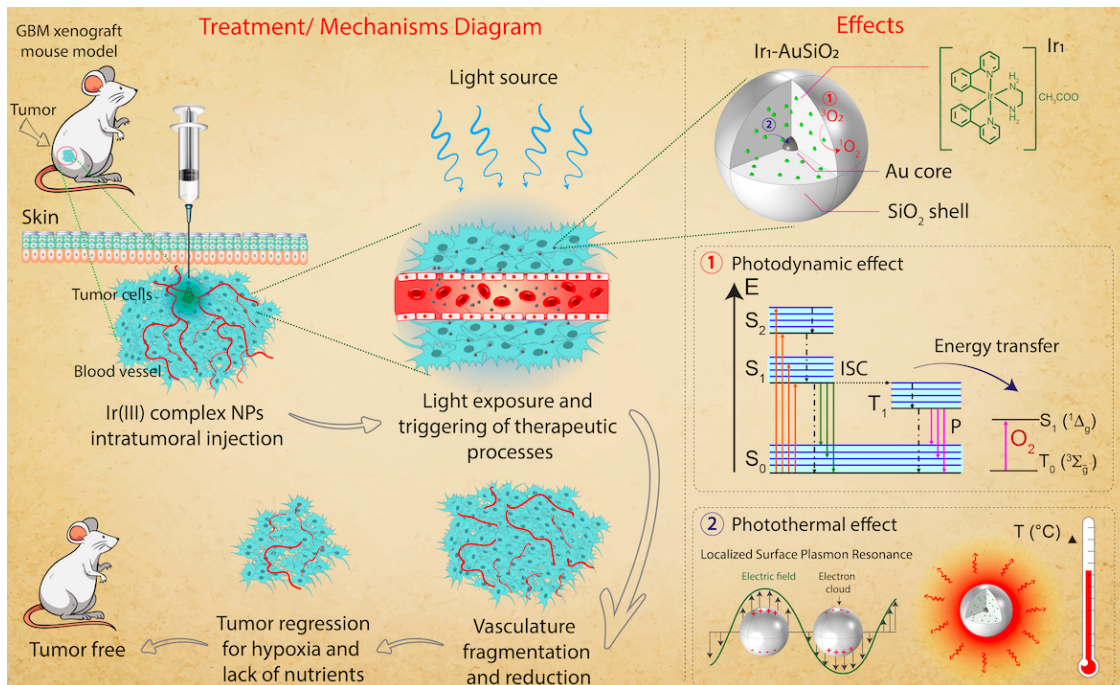 GBM xenograft
mouse model
Tumor
Treatment/ Mechanisms Diagram
Light source
Skin
Tumor cells
Blood vessel
Ir(III) complex NPs
intratumoral injection
Light exposure and
triggering of therapeutic
processes
Vasculature
fragmentation
and reduction
Tumor regression
for hypoxia and
lack of nutrients
Tumor free
Effects
Ir₁-AuSiO₂
1
³O₂
2
¹O₂
Ir₁
N
N
Ir
N
N
H₂
N
H₂
N
CH₃COO
Au core
SiO₂ shell
1 Photodynamic effect
E
S₂
S₁
ISC
Energy transfer
T₁
P
S₀
O₂
S₁ (¹Δg)
T₀ (³Σg⁻)
2 Photothermal effect
T (°C)
Localized Surface Plasmon Resonance
Electric field
Electron
cloud